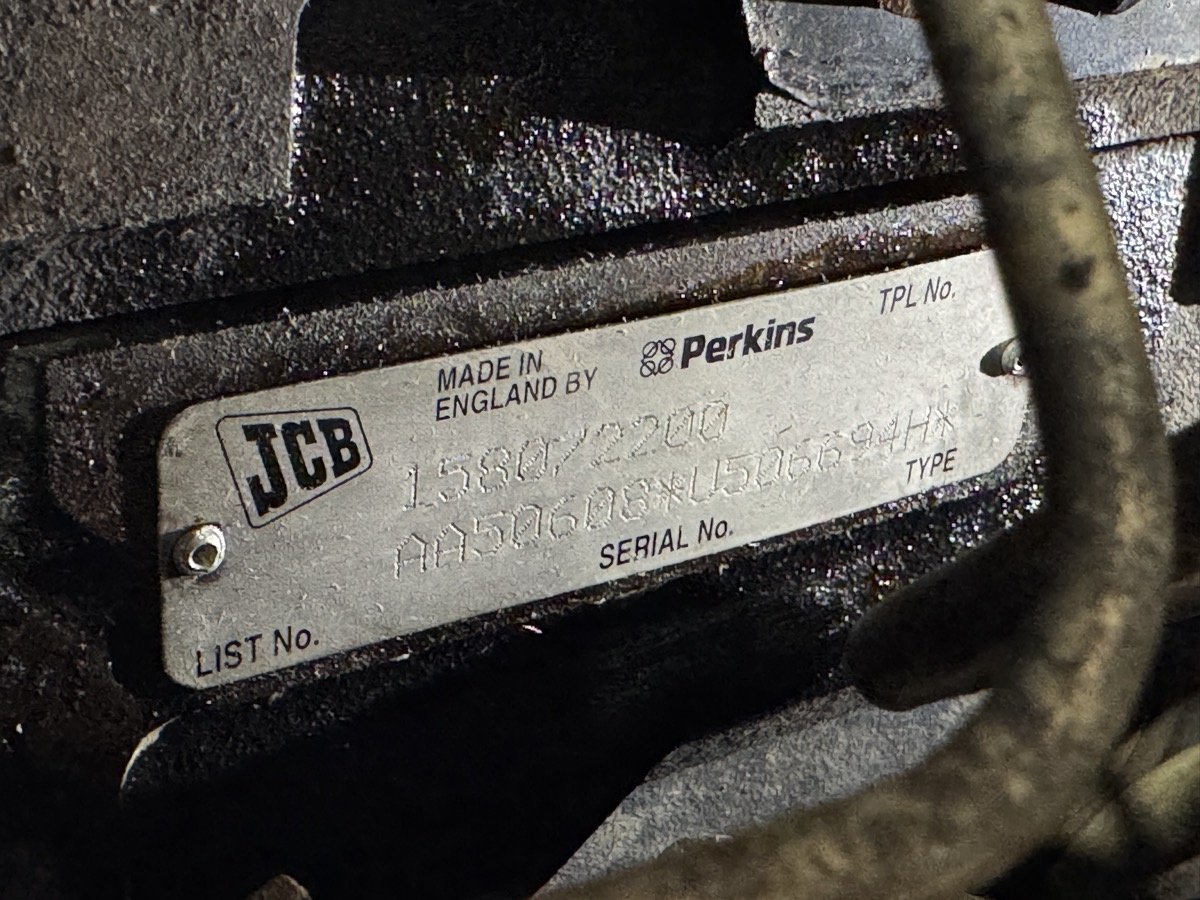 MADE IN
ENGLAND BY
Perkins
TPL No.
JCB
1580/2200
AA50608*U506694H*
LIST No.
SERIAL No.
TYPE